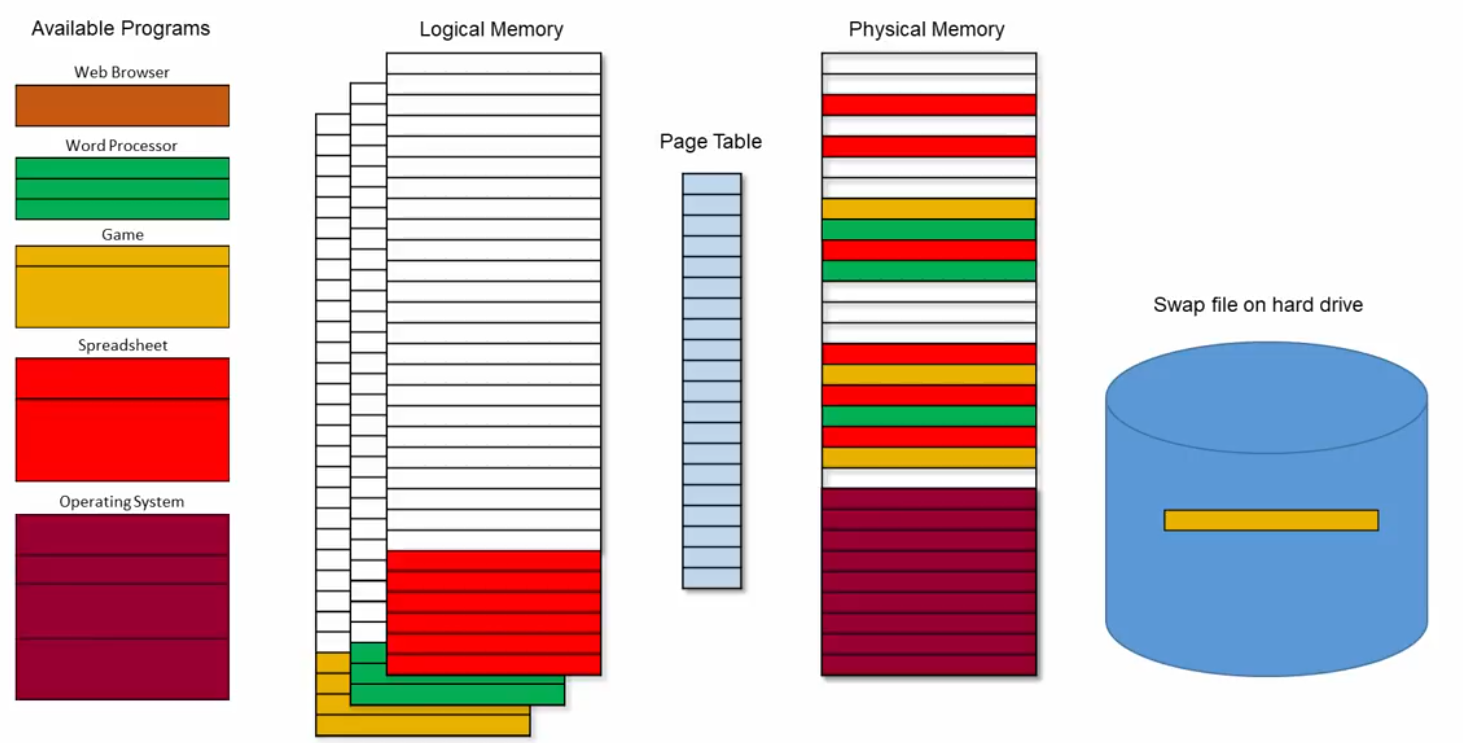 Available Programs
Web Browser
Word Processor
Game
Spreadsheet
Operating System
Logical Memory
Page Table
Physical Memory
Swap file on hard drive